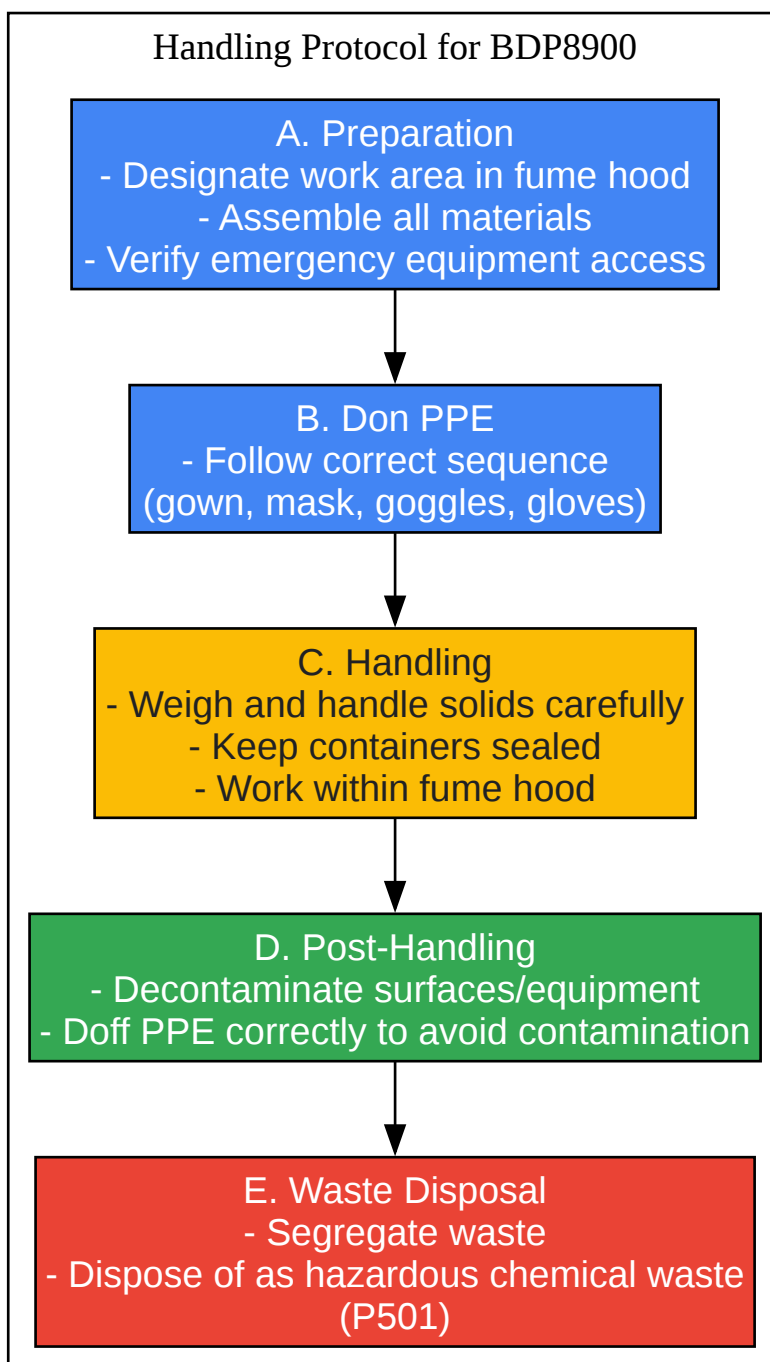 Handling Protocol for BDP8900
A. Preparation
- Designate work area in fume hood
- Assemble all materials
- Verify emergency equipment access
B. Don PPE
- Follow correct sequence
(gown, mask, goggles, gloves)
C. Handling
- Weigh and handle solids carefully
- Keep containers sealed
- Work within fume hood
D. Post-Handling
- Decontaminate surfaces/equipment
- Doff PPE correctly to avoid contamination
E. Waste Disposal
- Segregate waste
- Dispose of as hazardous chemical waste
(P501)